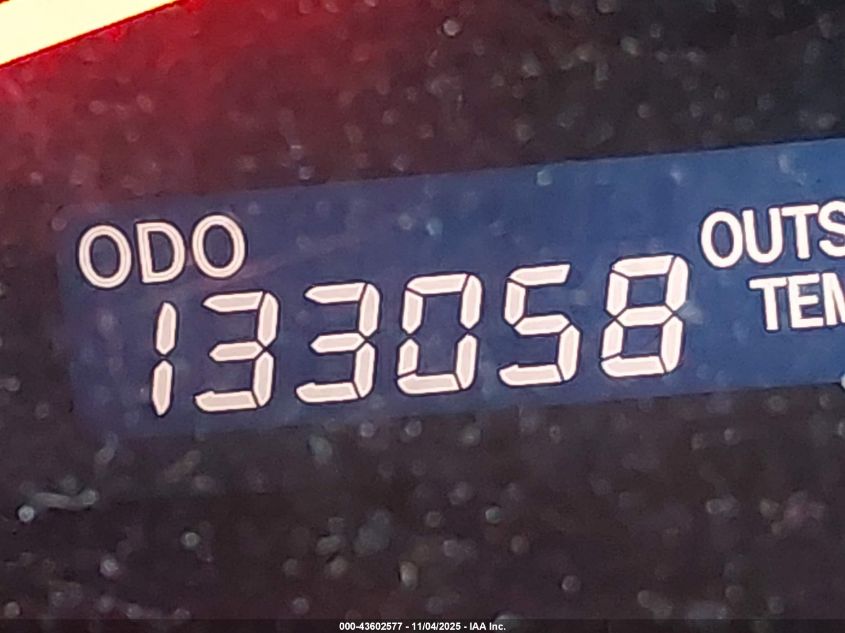 ODO
133058
OUTS
TEM
000-43602577 - 11/04/2025 - IAA Inc.